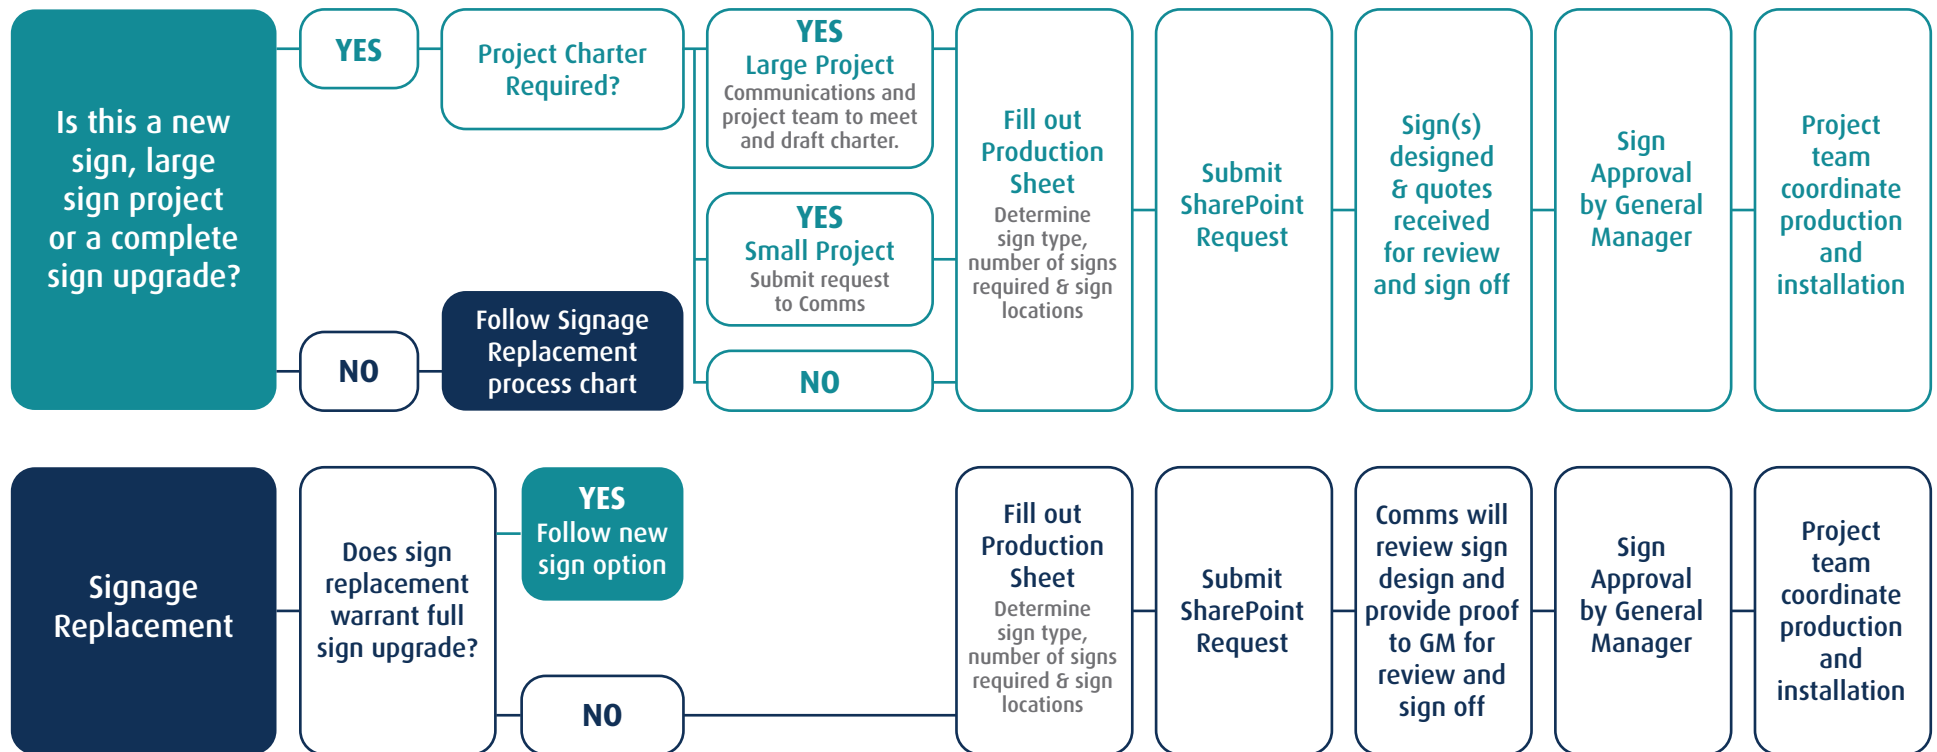 Is this a new
sign, large
sign project
or a complete
sign upgrade?
YES
Project Charter
Required?
YES
Large Project
Communications and
project team to meet
and draft charter.
YES
Small Project
Submit request
to Comms
NO
NO
Follow Signage
Replacement
process chart
Fill out
Production
Sheet
Determine
sign type,
number of signs
required & sign
locations
Submit
SharePoint
Request
Sign(s)
designed
& quotes
received
for review
and sign off
Sign
Approval
by General
Manager
Project
team
coordinate
production
and
installation
Signage
Replacement
Does sign
replacement
warrant full
sign upgrade?
YES
Follow new
sign option
NO
Fill out
Production
Sheet
Determine
sign type,
number of signs
required & sign
locations
Submit
SharePoint
Request
Comms will
review sign
design and
provide proof
to GM for
review and
sign off
Sign
Approval
by General
Manager
Project
team
coordinate
production
and
installation